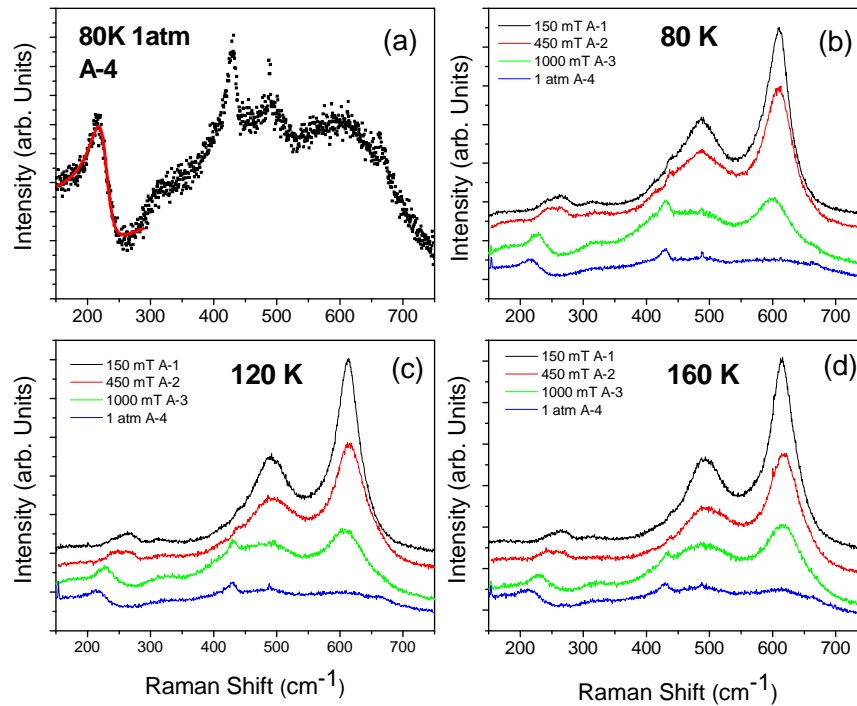 80K 1atm
A-4
(a)
Intensity (arb. Units)
200 300 400 500 600 700
150 mT A-1
450 mT A-2
1000 mT A-3
1 atm A-4
80 K
(b)
Intensity (arb. Units)
200 300 400 500 600 700
150 mT A-1
450 mT A-2
1000 mT A-3
1 atm A-4
120 K
(c)
Intensity (arb. Units)
200 300 400 500 600 700
Raman Shift (cm⁻¹)
150 mT A-1
450 mT A-2
1000 mT A-3
1 atm A-4
160 K
(d)
Intensity (arb. Units)
200 300 400 500 600 700
Raman Shift (cm⁻¹)